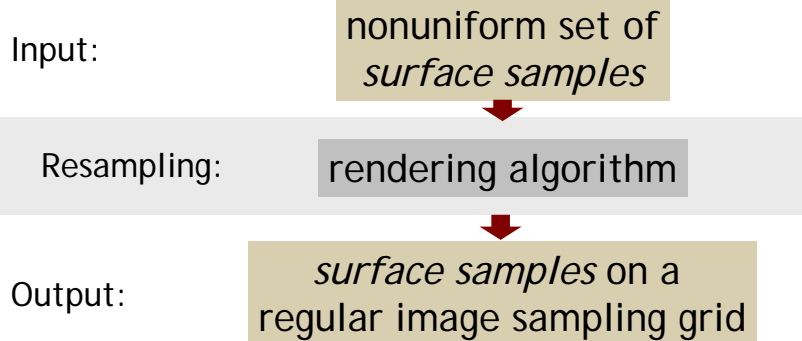 Input:
nonuniform set of
surface samples
Resampling:
rendering algorithm
Output:
surface samples on a
regular image sampling grid